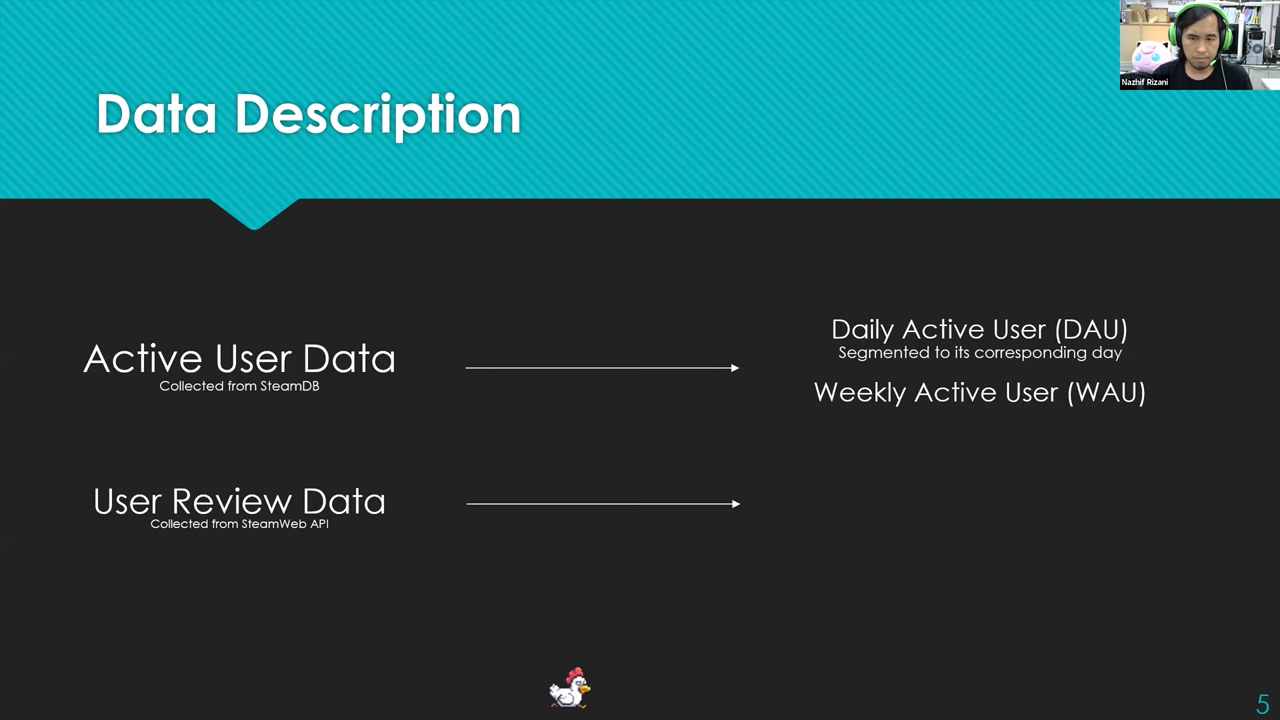 Nazhif Rizani
Data Description
Active User Data
Collected from SteamDB
Daily Active User (DAU)
Segmented to its corresponding day
Weekly Active User (WAU)
User Review Data
Collected from SteamWeb API
5